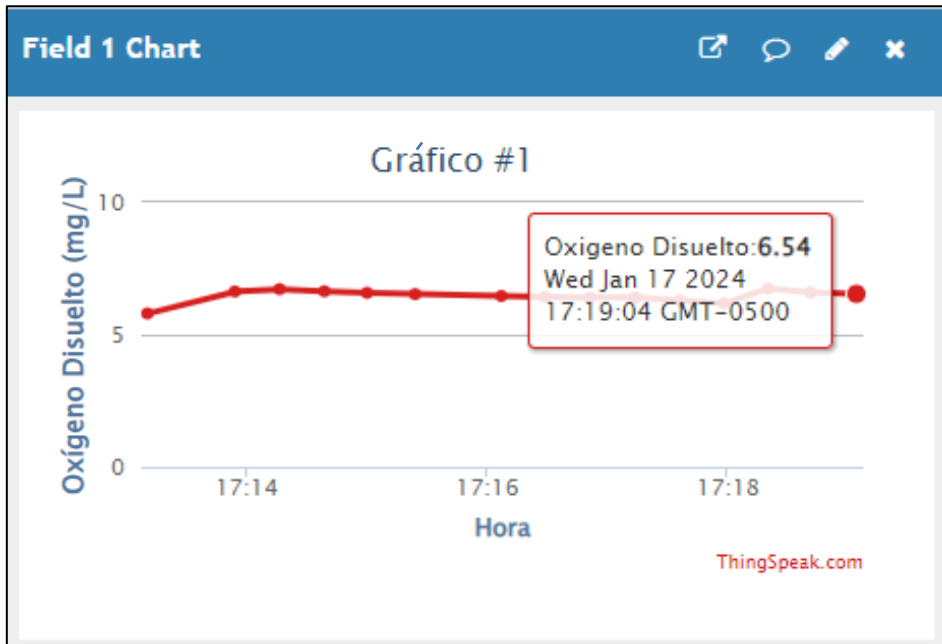 Field 1 Chart
Gráfico #1
Oxígeno Disuelto (mg/L)
10
5
0
Oxigeno Disuelto:6.54
Wed Jan 17 2024
17:19:04 GMT-0500
17:14
17:16
17:18
Hora
ThingSpeak.com